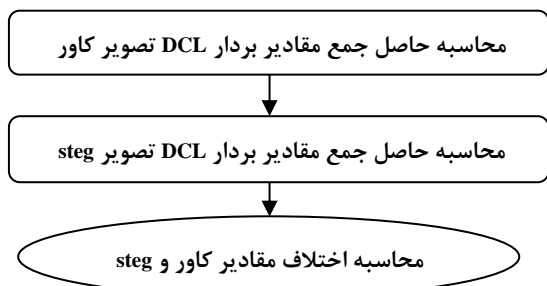 محاسبه حاصل جمع مقادیر بردار DCL تصویر کاور
محاسبه حاصل جمع مقادیر بردار DCL تصویر steg
محاسبه اختلاف مقادیر کاور و steg